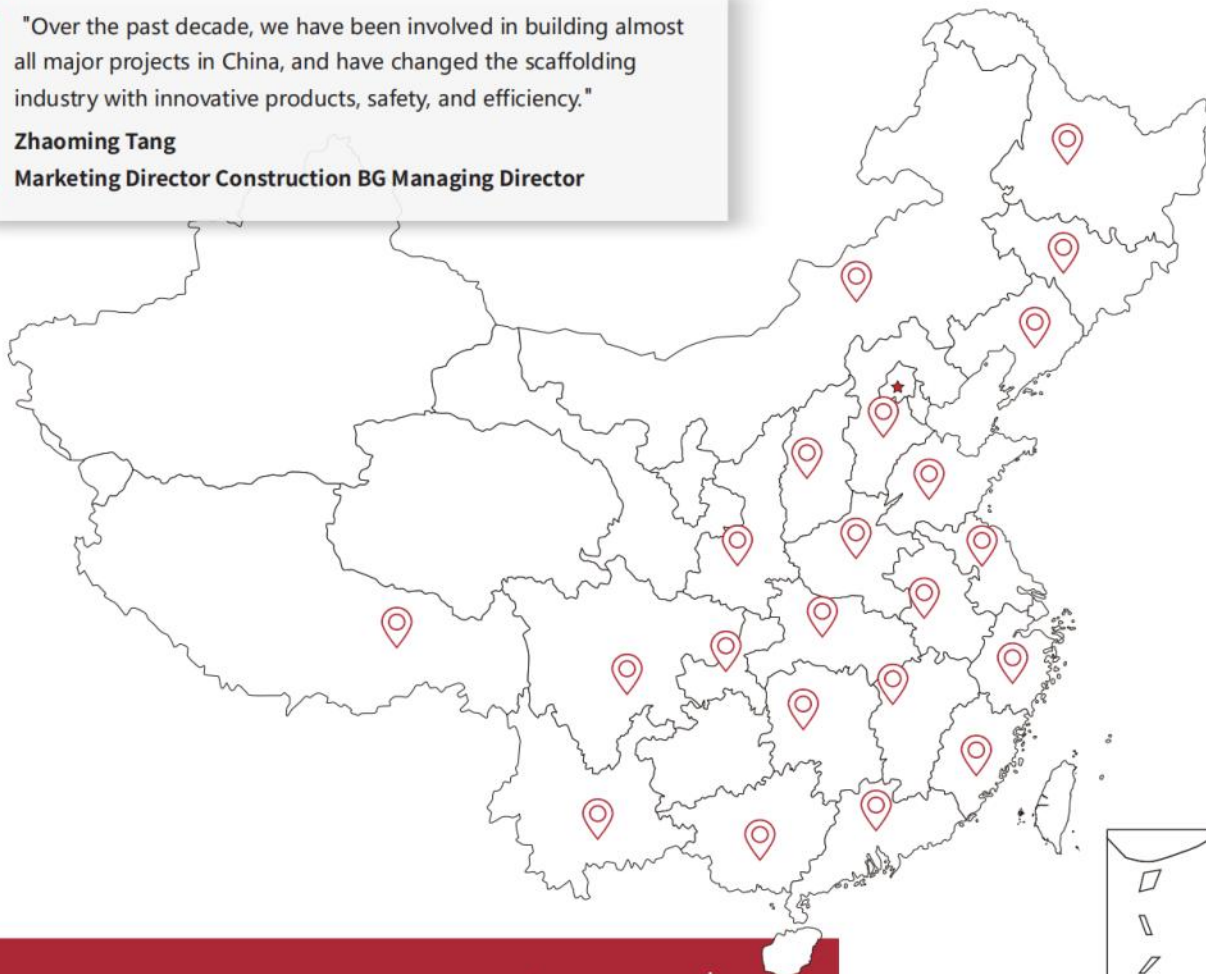 "Over the past decade, we have been involved in building almost
all major projects in China, and have changed the scaffolding
industry with innovative products, safety, and efficiency."
Zhaoming Tang
Marketing Director Construction BG Managing Director